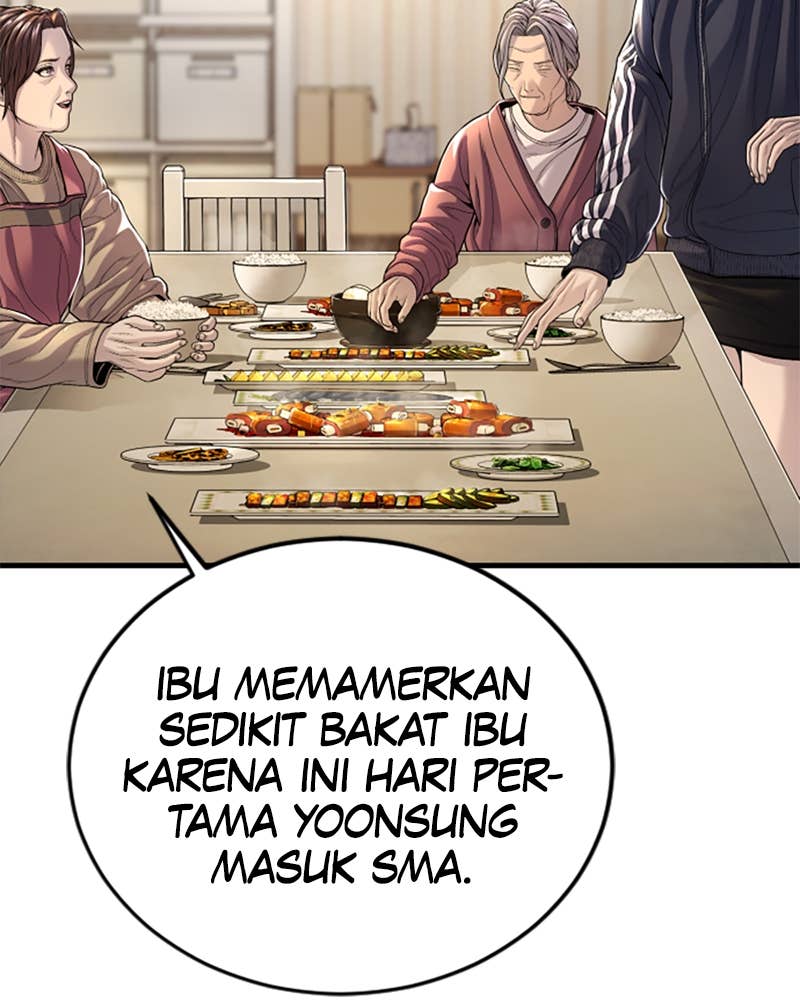 IBU MEMAMERKAN
SEDIKIT BAKAT IBU
KARENA INI HARI PER-
TAMA YOONSUNG
MASUK SMA.